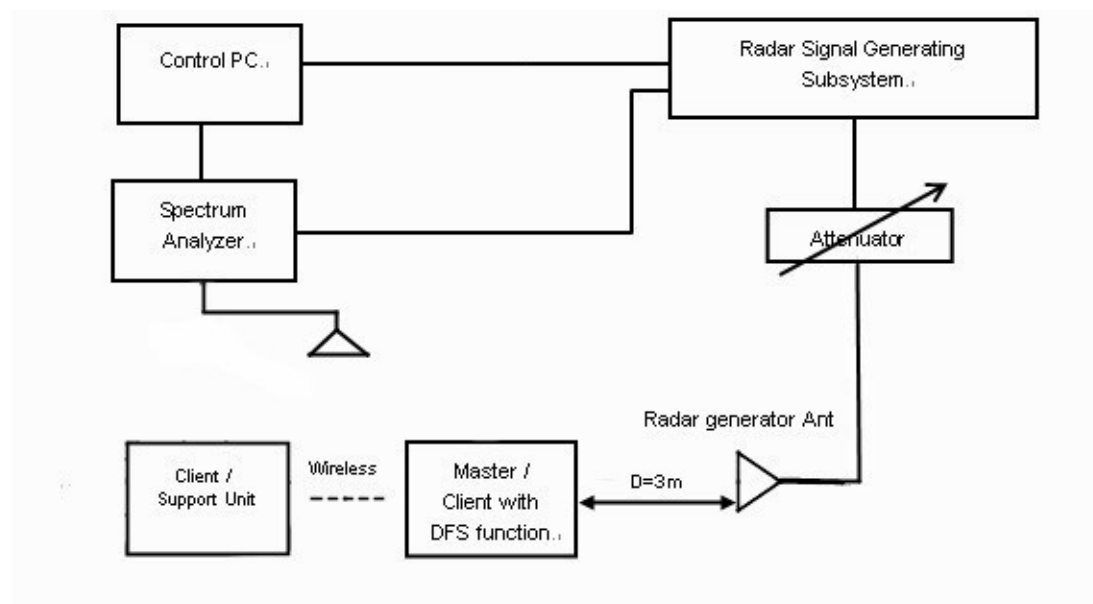 Control PC.
Radar Signal Generating
Subsystem.
Spectrum
Analyzer.
Attenuator
Radar generator Ant
Client /
Support Unit
Wireless
Master /
Client with
DFS function.
D=3m